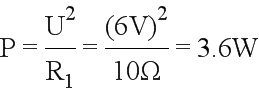 P = U²/R₁ = (6V)²/10Ω = 3.6W